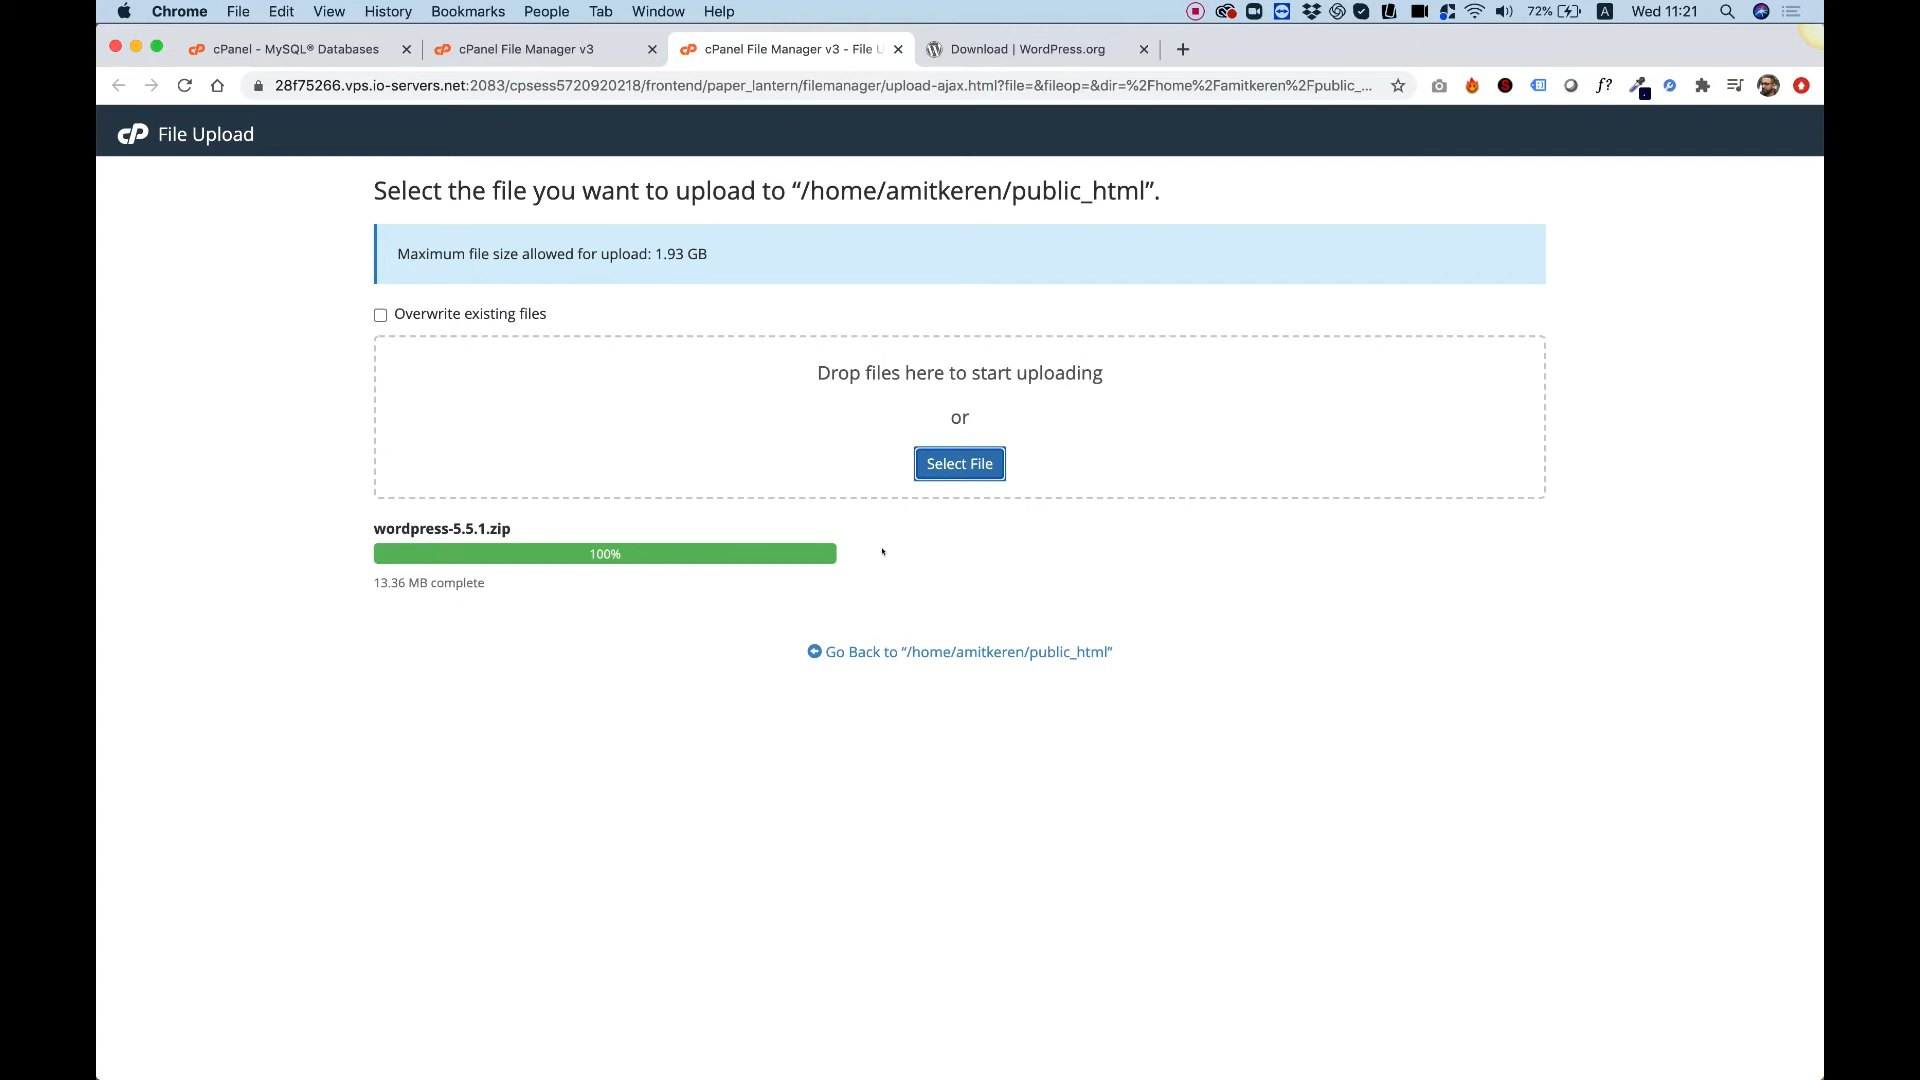 Chrome File Edit View History Bookmarks People Tab Window Help 72% A Wed 11:21
cPanel - MySQL® Databases cPanel File Manager v3 cPanel File Manager v3 - File U Download | WordPress.org
28f75266.vps.io-servers.net:2083/cpsess5720920218/frontend/paper_lantern/filemanager/upload-ajax.html?file=&fileop=&dir=%2Fhome%2Famitkeren%2Fpublic_... f?
cP File Upload
Select the file you want to upload to “/home/amitkeren/public_html”.
Maximum file size allowed for upload: 1.93 GB
Overwrite existing files
Drop files here to start uploading
or
Select File
wordpress-5.5.1.zip
100%
13.36 MB complete
Go Back to “/home/amitkeren/public_html”